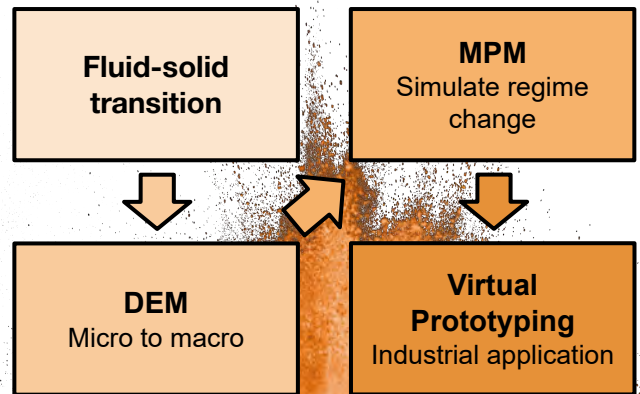 Fluid-solid
transition
DEM
Micro to macro
MPM
Simulate regime
change
Virtual
Prototyping
Industrial application